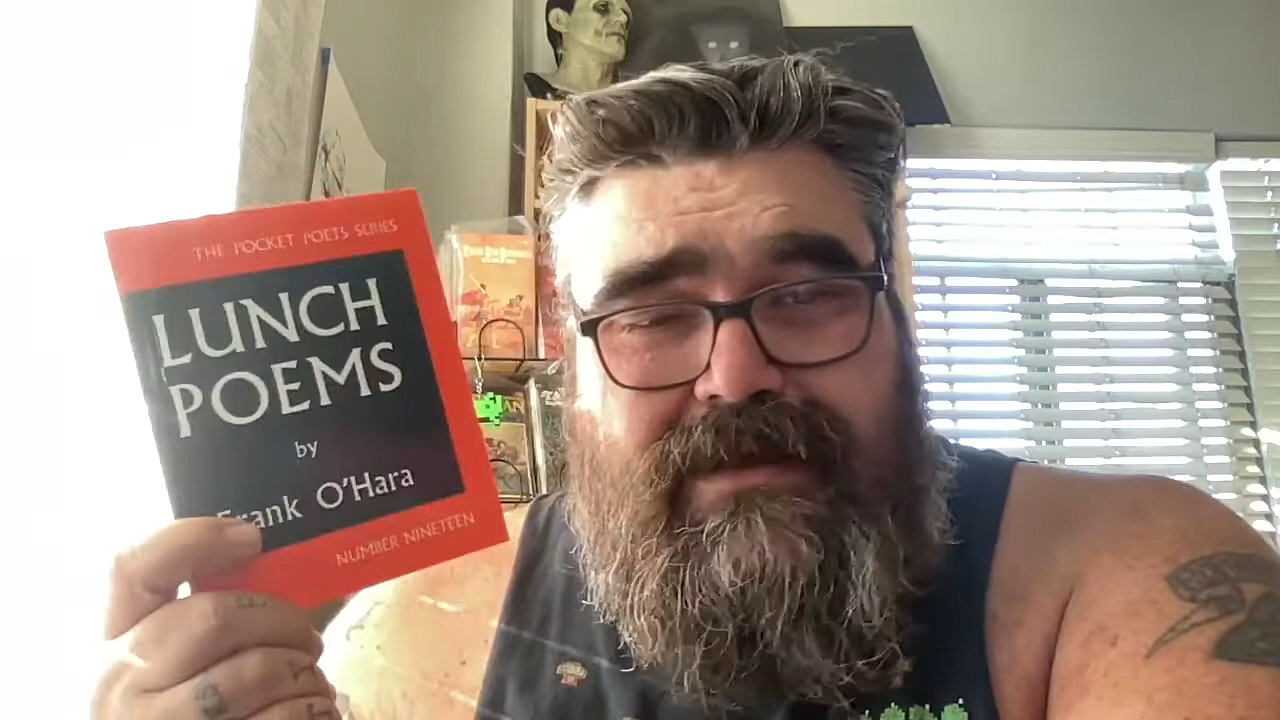 THE POCKET POETS SERIES
LUNCH
POEMS
by
Frank O'Hara
NUMBER NINETEEN